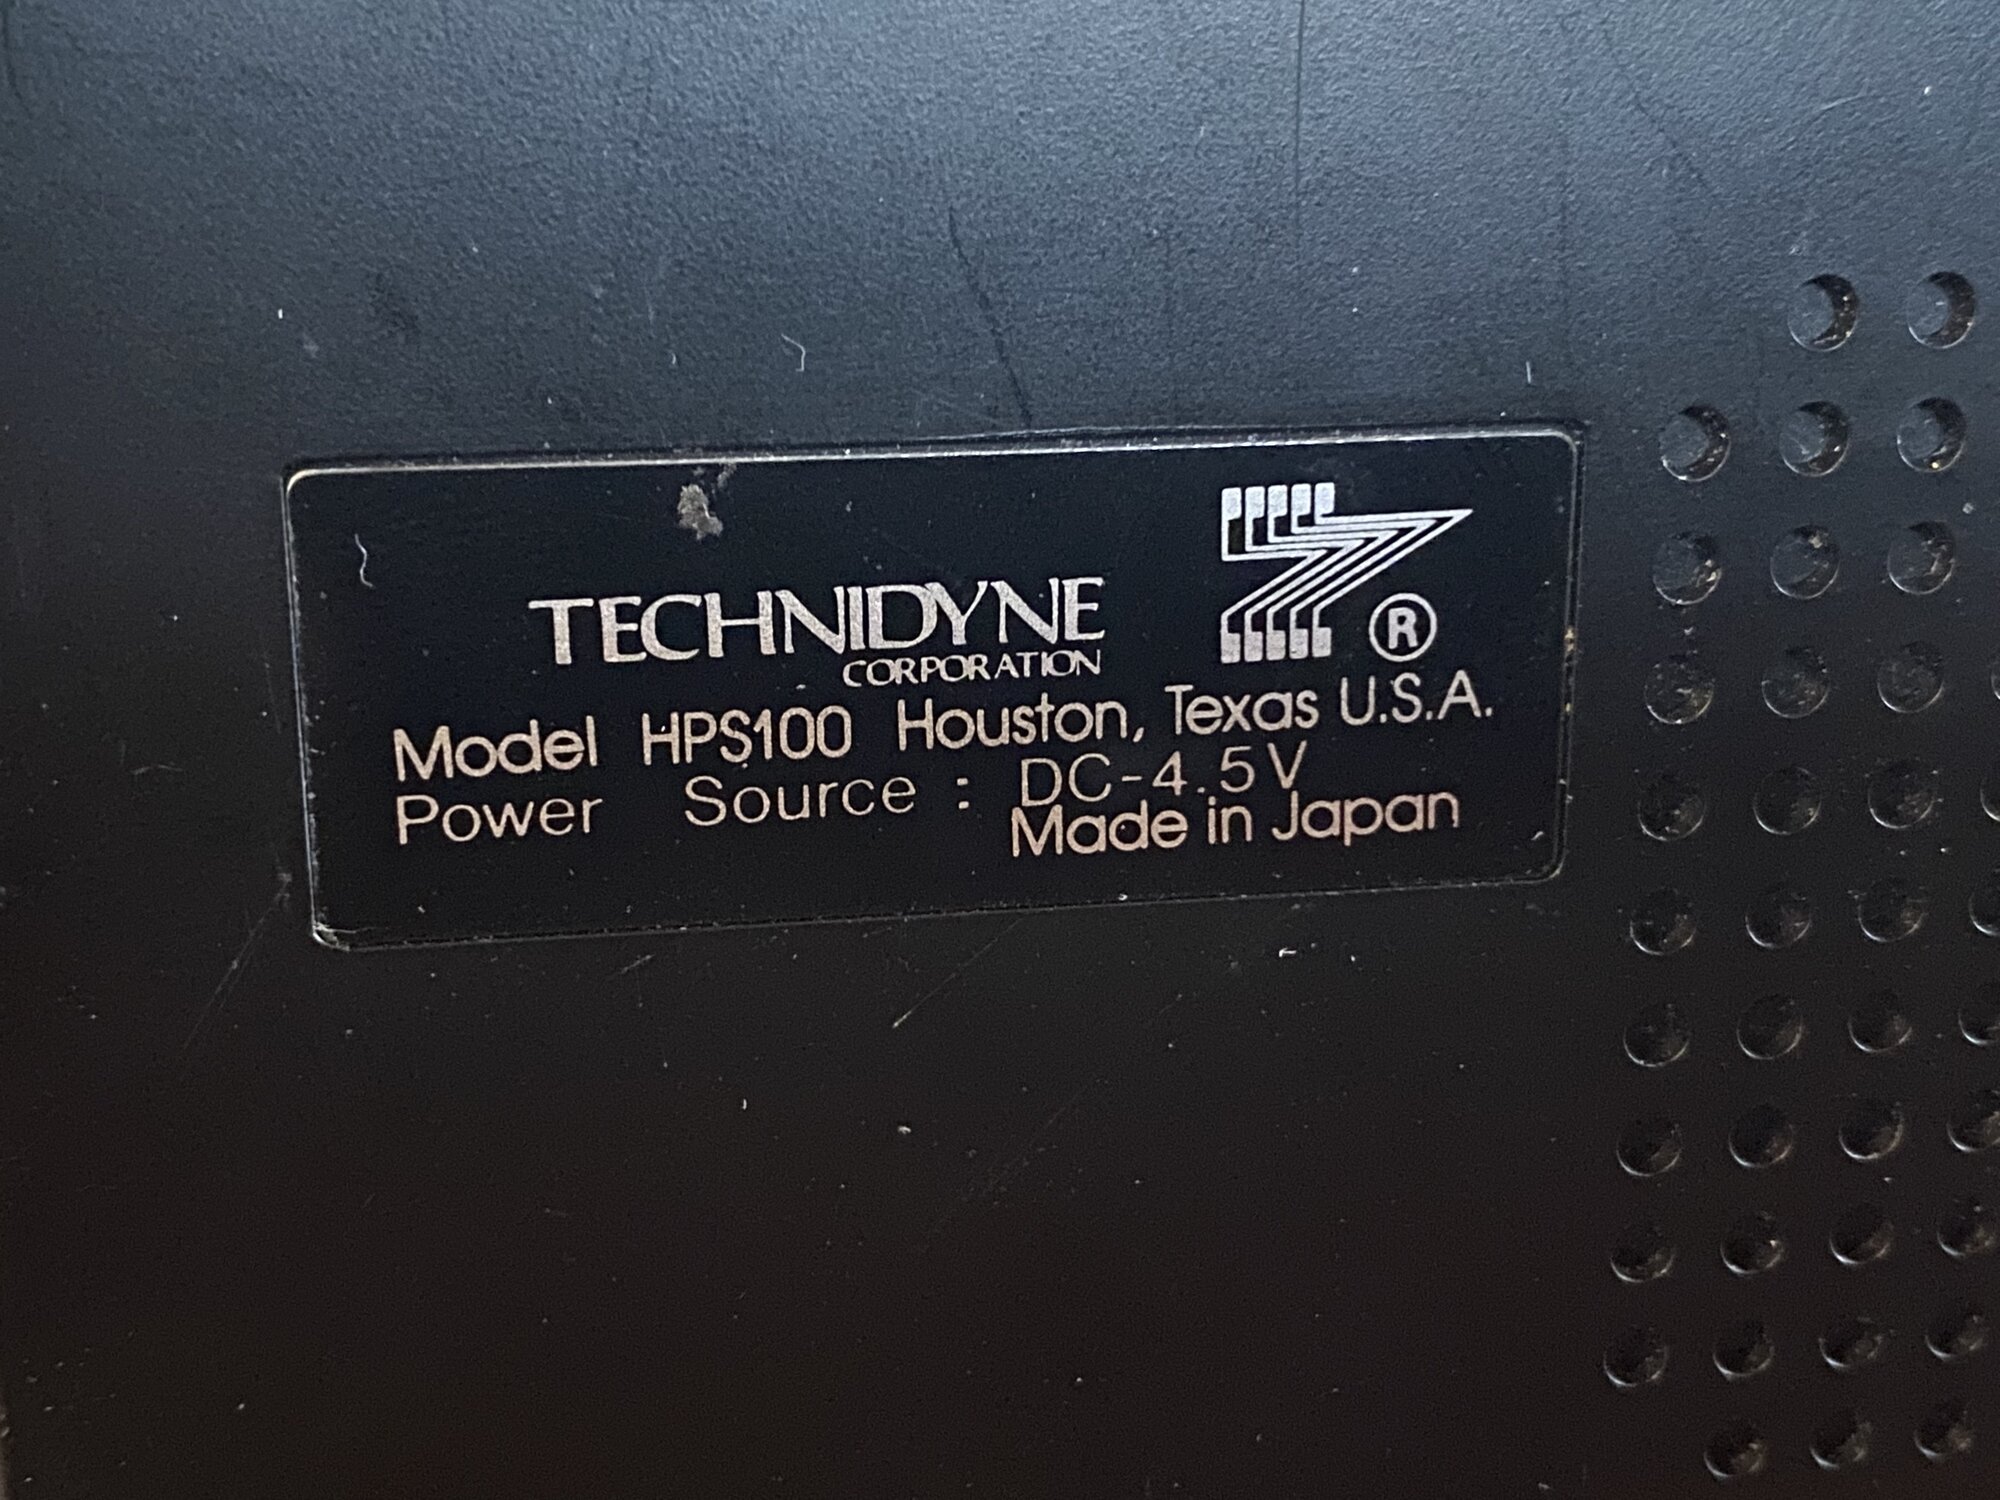 TECHNIDYNE
CORPORATION
®
Model HPS100 Houston, Texas U.S.A.
Power Source : DC-4.5V
Made in Japan